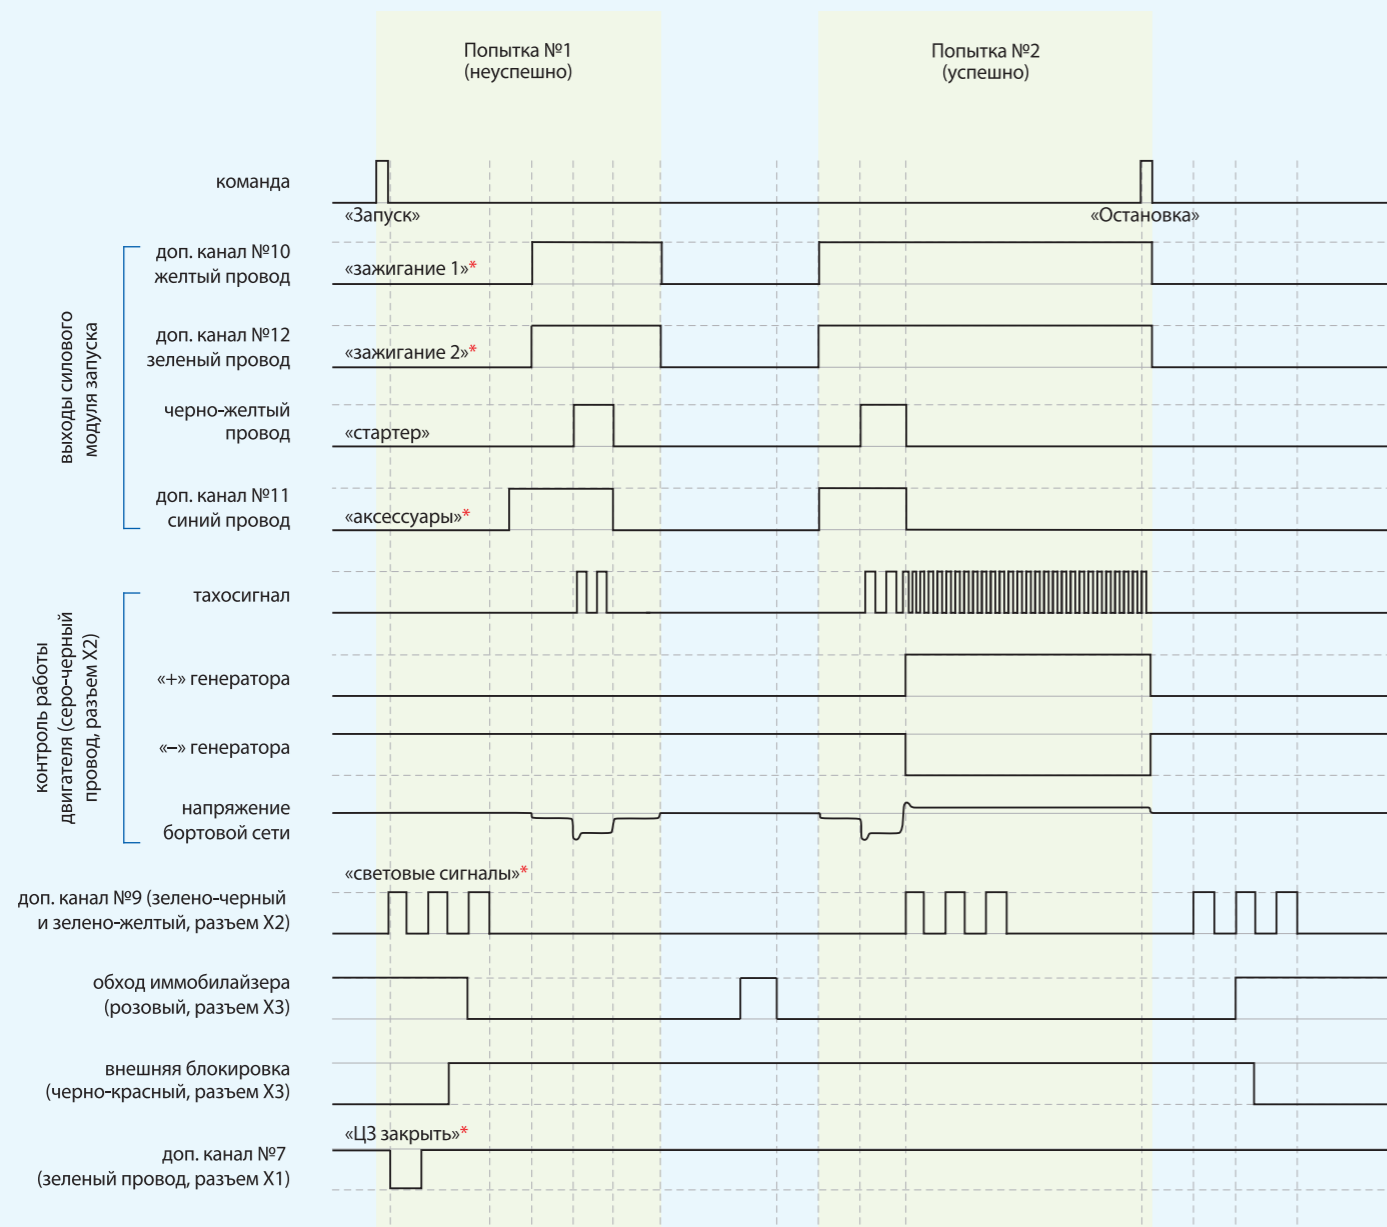 Попытка №1
(неуспешно)
Попытка №2
(успешно)
команда
«Запуск»
«Остановка»
выходы силового
модуля запуска
доп. канал №10
желтый провод
«зажигание 1»*
доп. канал №12
зеленый провод
«зажигание 2»*
черно-желтый
провод
«стартер»
доп. канал №11
синий провод
«аксессуары»*
контроль работы
двигателя (серо-черный
провод, разъем X2)
тахосигнал
«+» генератора
«–» генератора
напряжение
бортовой сети
«световые сигналы»*
доп. канал №9 (зелено-черный
и зелено-желтый, разъем X2)
обход иммобилайзера
(розовый, разъем X3)
внешняя блокировка
(черно-красный, разъем X3)
«ЦЗ закрыть»*
доп. канал №7
(зеленый провод, разъем X1)